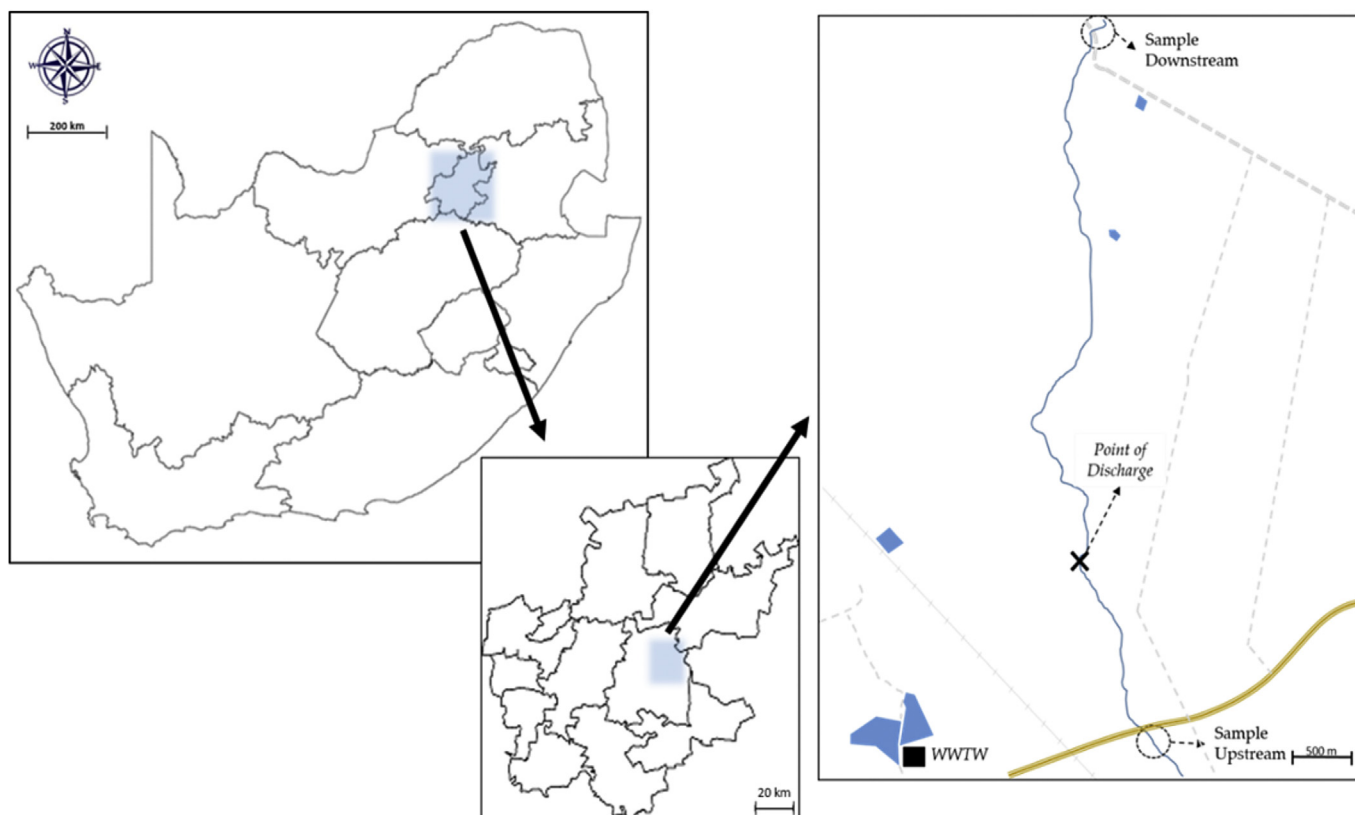 N
W
E
S
200 km
Sample
Downstream
Point of
Discharge
WWTW
Sample
Upstream
500 m
20 km